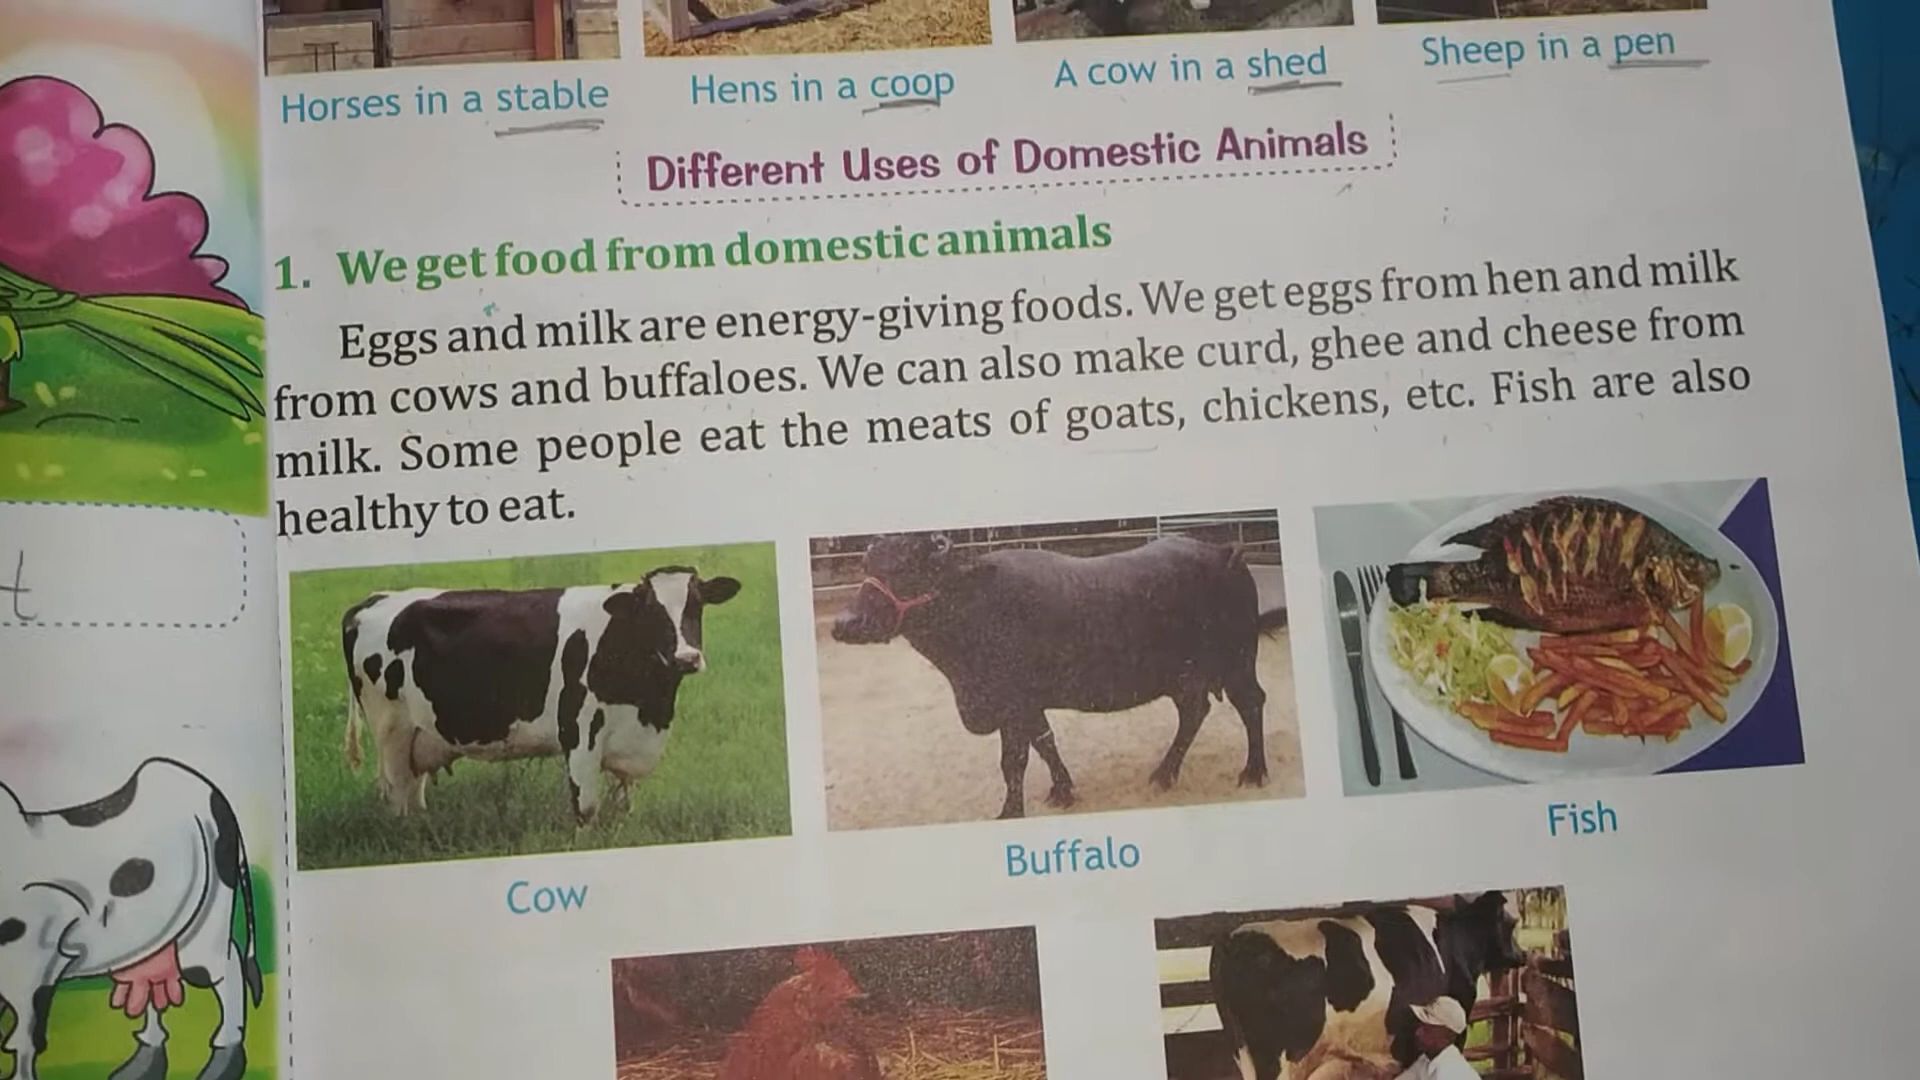 Horses in a stable
Hens in a coop
A cow in a shed
Sheep in a pen
Different Uses of Domestic Animals
1. We get food from domestic animals
Eggs and milk are energy-giving foods. We get eggs from hen and milk
from cows and buffaloes. We can also make curd, ghee and cheese from
milk. Some people eat the meats of goats, chickens, etc. Fish are also
healthy to eat.
t
Cow
Buffalo
Fish